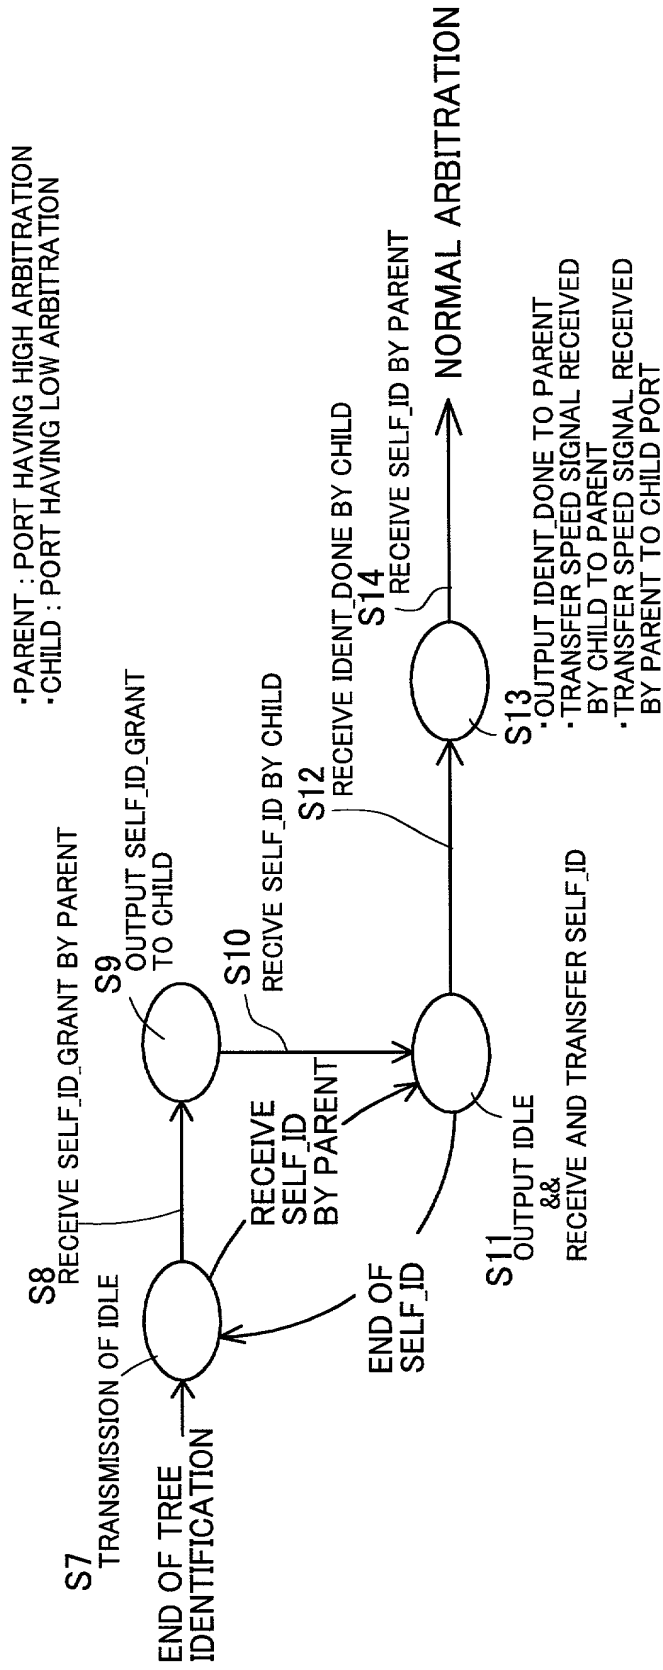 ·PARENT : PORT HAVING HIGH ARBITRATION
·CHILD : PORT HAVING LOW ARBITRATION
S7
TRANSMISSION OF IDLE
END OF TREE
IDENTIFICATION
S8
RECEIVE SELF_ID_GRANT BY PARENT
S9
OUTPUT SELF_ID_GRANT
TO CHILD
S10
RECIVE SELF_ID BY CHILD
RECEIVE
SELF_ID
BY PARENT
END OF
SELF_ID
S11
OUTPUT IDLE
&&
RECEIVE AND TRANSFER SELF_ID
S12
RECEIVE IDENT_DONE BY CHILD
S13
·OUTPUT IDENT_DONE TO PARENT
·TRANSFER SPEED SIGNAL RECEIVED
BY CHILD TO PARENT
·TRANSFER SPEED SIGNAL RECEIVED
BY PARENT TO CHILD PORT
S14
RECEIVE SELF_ID BY PARENT
NORMAL ARBITRATION